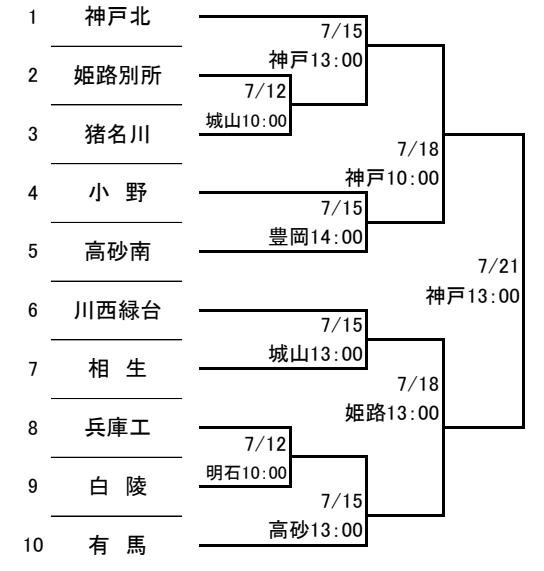 1 神戸北
7/15
神戸13:00
2 姫路別所
7/12
城山10:00
3 猪名川
7/18
神戸10:00
4 小 野
7/15
豊岡14:00
5 高砂南
7/21
神戸13:00
6 川西緑台
7/15
城山13:00
7 相 生
7/18
姫路13:00
8 兵庫工
7/12
明石10:00
9 白 陵
7/15
高砂13:00
10 有 馬